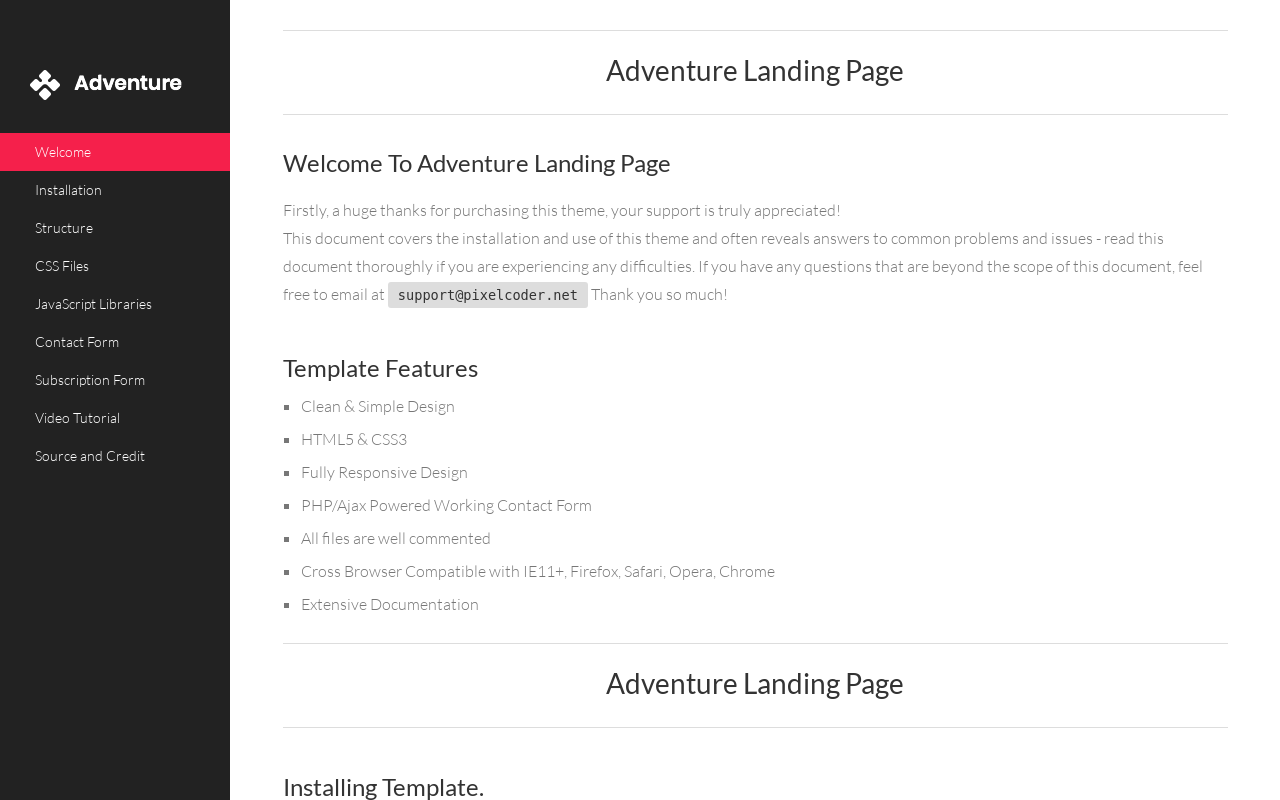 Adventure
Welcome
Installation
Structure
CSS Files
JavaScript Libraries
Contact Form
Subscription Form
Video Tutorial
Source and Credit
Adventure Landing Page
Welcome To Adventure Landing Page
Firstly, a huge thanks for purchasing this theme, your support is truly appreciated!
This document covers the installation and use of this theme and often reveals answers to common problems and issues - read this
document thoroughly if you are experiencing any difficulties. If you have any questions that are beyond the scope of this document, feel
free to email at support@pixelcoder.net Thank you so much!
Template Features
Clean & Simple Design
HTML5 & CSS3
Fully Responsive Design
PHP/Ajax Powered Working Contact Form
All files are well commented
Cross Browser Compatible with IE11+, Firefox, Safari, Opera, Chrome
Extensive Documentation
Adventure Landing Page
Installing Template.